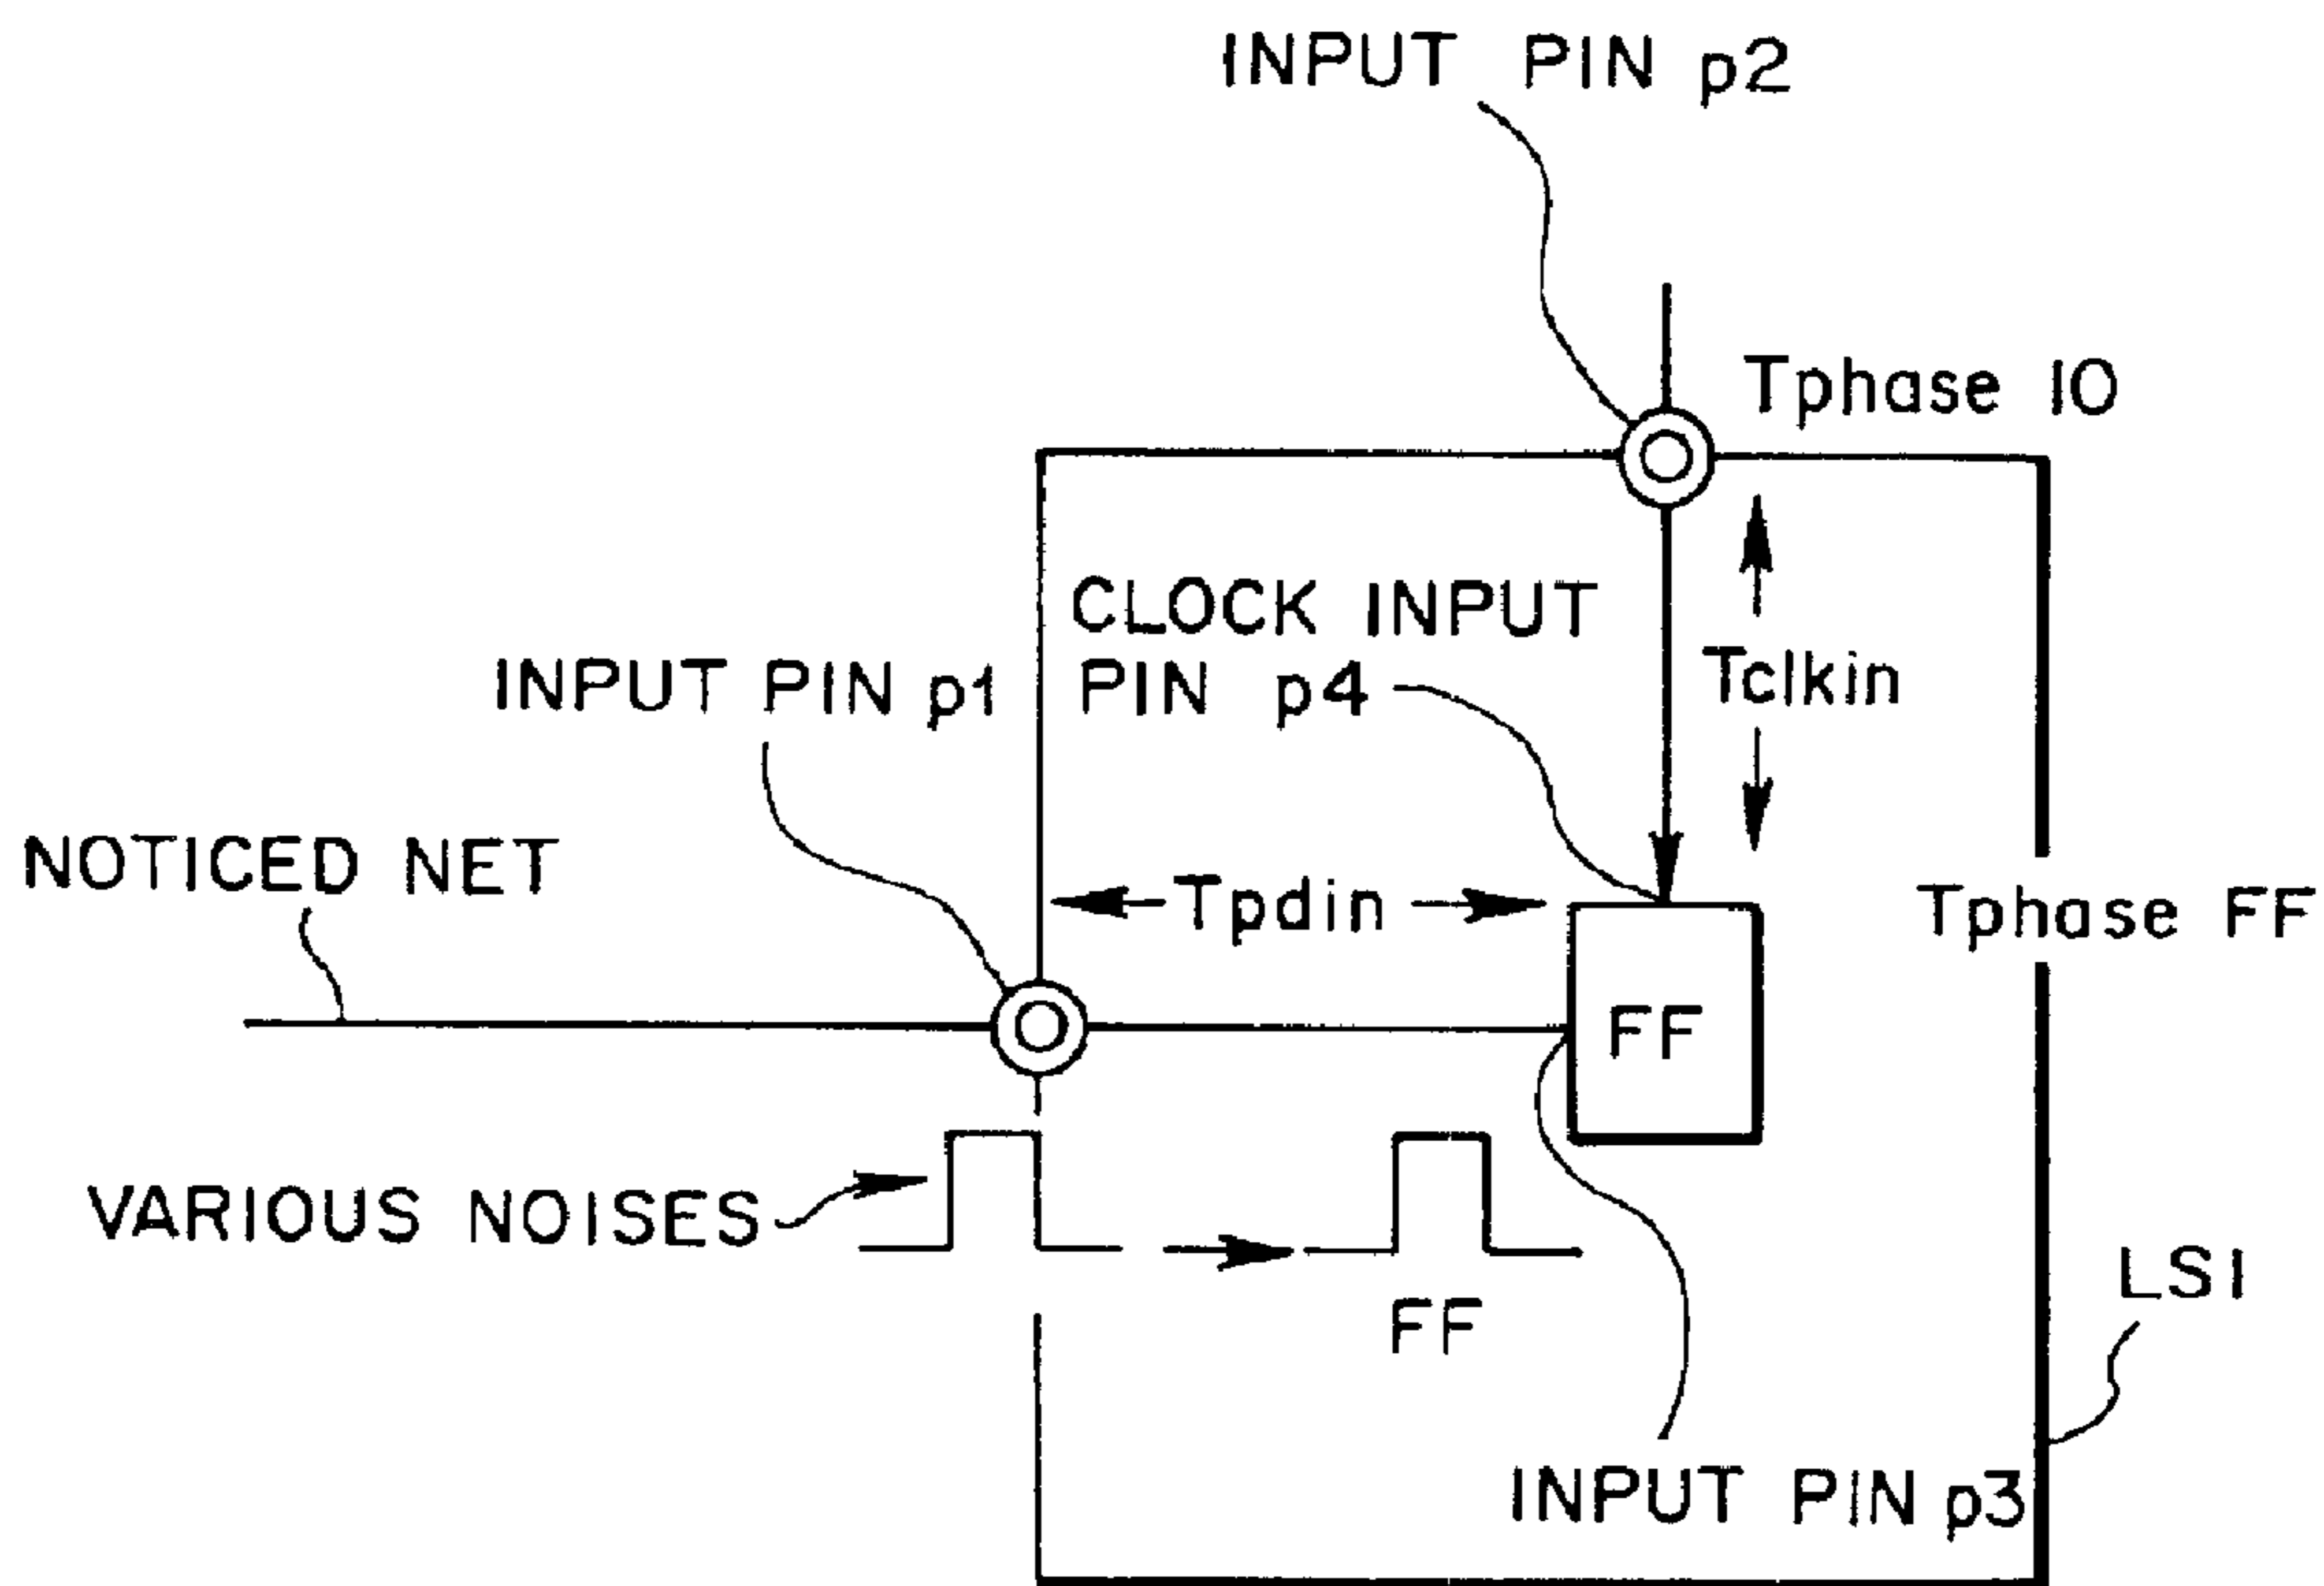 INPUT PIN p2
Tphase IO
CLOCK INPUT
PIN p4
INPUT PIN p1
Tclkin
NOTICED NET
Tpdin
Tphase FF
FF
VARIOUS NOISES
FF
LSI
INPUT PIN p3